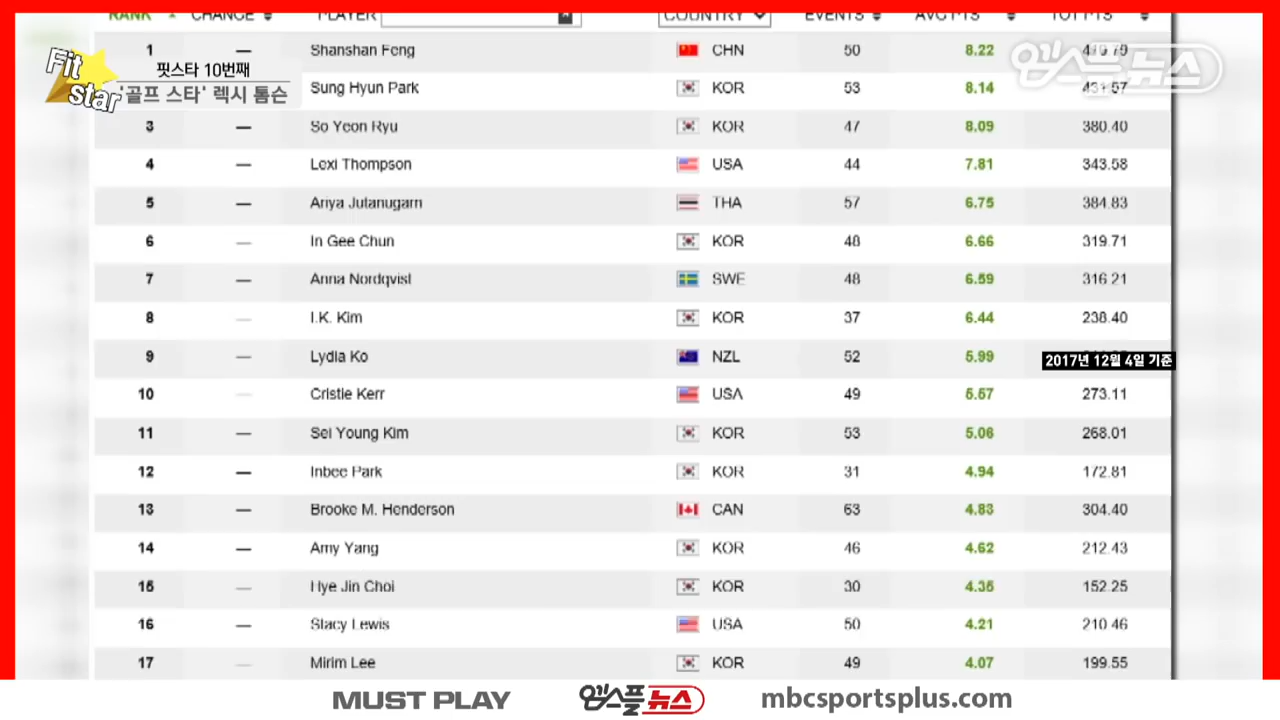 RANK CHANGE PLAYER COUNTRY EVENTS AVG PTS TOT PTS
1 — Shanshan Feng CHN 50 8.22
Fit star
핏스타 10번째
'골프 스타' 렉시 톰슨
엠스플뉴스
Sung Hyun Park KOR 53 8.14 431.57
3 — So Yeon Ryu KOR 47 8.09 380.40
4 — Lexi Thompson USA 44 7.81 343.58
5 — Ariya Jutanugarn THA 57 6.75 384.83
6 — In Gee Chun KOR 48 6.66 319.71
7 — Anna Nordqvist SWE 48 6.59 316.21
8 — I.K. Kim KOR 37 6.44 238.40
9 — Lydia Ko NZL 52 5.99
2017년 12월 4일 기준
10 — Cristie Kerr USA 49 5.57 273.11
11 — Sei Young Kim KOR 53 5.06 268.01
12 — Inbee Park KOR 31 4.94 172.81
13 — Brooke M. Henderson CAN 63 4.83 304.40
14 — Amy Yang KOR 46 4.62 212.43
15 — Hye Jin Choi KOR 30 4.35 152.25
16 — Stacy Lewis USA 50 4.21 210.46
17 — Mirim Lee KOR 49 4.07 199.55
MUST PLAY 엠스플뉴스 mbcsportsplus.com